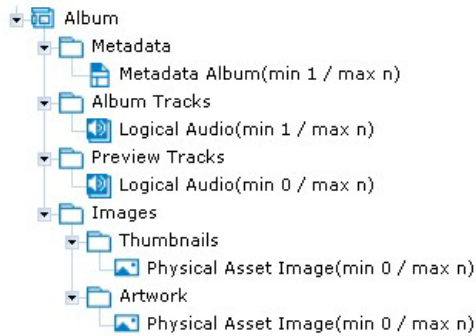 Album
Metadata
Metadata Album(min 1 / max n)
Album Tracks
Logical Audio(min 1 / max n)
Preview Tracks
Logical Audio(min 0 / max n)
Images
Thumbnails
Physical Asset Image(min 0 / max n)
Artwork
Physical Asset Image(min 0 / max n)